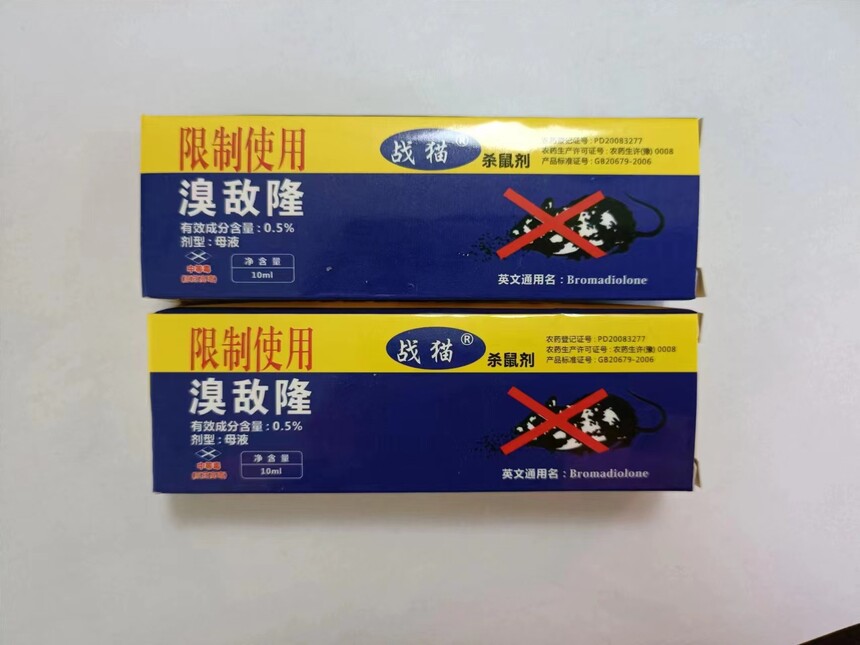 限制使用
战猫®
杀鼠剂
农药登记证号：PD20083277
农药生产许可证号：农药生许(豫) 0008
产品标准证号：GB20679-2006
溴敌隆
有效成分含量：0.5%
剂型：母液
中等毒
净含量
10ml
英文通用名：Bromadiolone
限制使用
战猫®
杀鼠剂
农药登记证号：PD20083277
农药生产许可证号：农药生许(豫) 0008
产品标准证号：GB20679-2006
溴敌隆
有效成分含量：0.5%
剂型：母液
中等毒
净含量
10ml
英文通用名：Bromadiolone